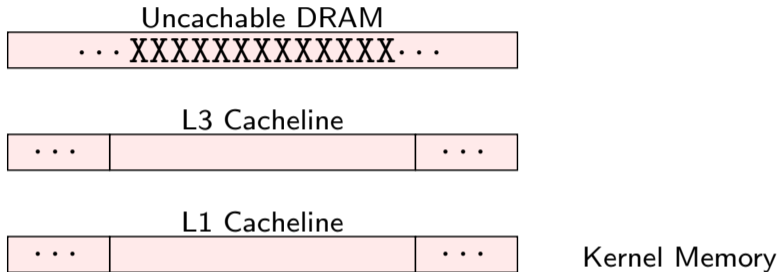 Uncachable DRAM
···XXXXXXXXXXXXX···
L3 Cacheline
··· ···
L1 Cacheline
··· ···
Kernel Memory